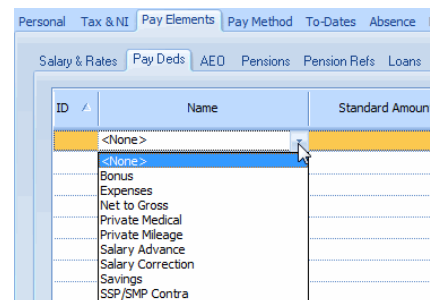 Personal Tax & NI Pay Elements Pay Method To-Dates Absence
Salary & Rates Pay Deds AEO Pensions Pension Refs Loans
ID Name Standard Amoun
<None>
<None>
Bonus
Expenses
Net to Gross
Private Medical
Private Mileage
Salary Advance
Salary Correction
Savings
SSP/SMP Contra